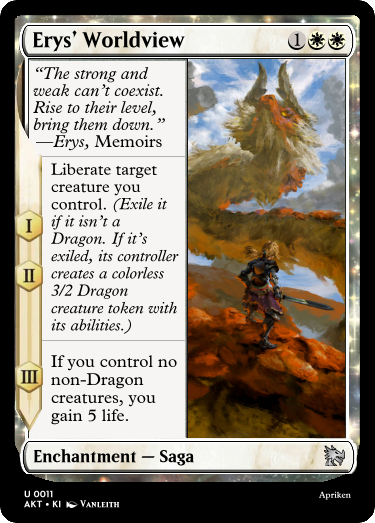 Erys' Worldview 1
“The strong and
weak can't coexist.
Rise to their level,
bring them down.”
—Erys, Memoirs
I
II
Liberate target
creature you
control. (Exile it
if it isn't a
Dragon. If it's
exiled, its controller
creates a colorless
3/2 Dragon
creature token with
its abilities.)
III
If you control no
non-Dragon
creatures, you
gain 5 life.
Enchantment — Saga
U 0011
AKT • KI Vanleith
Apriken